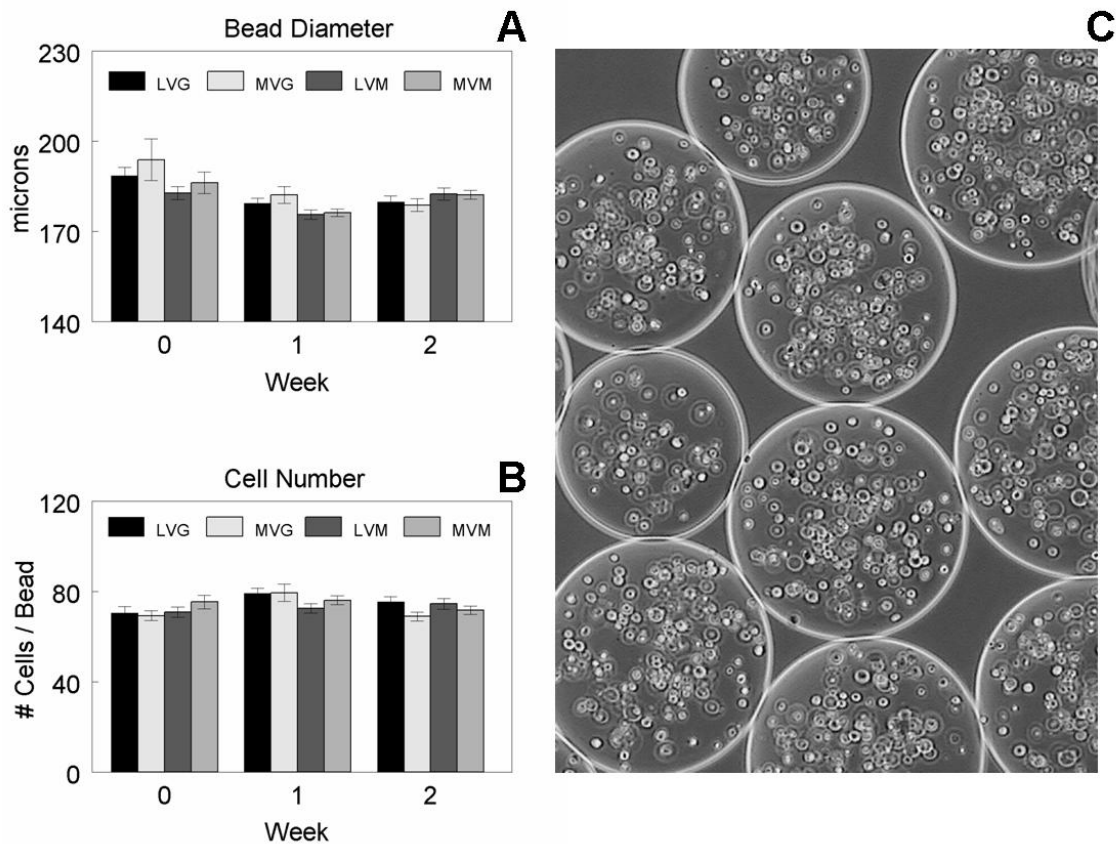 A
Bead Diameter
microns
230
200
170
140
LVG MVG LVM MVM
0 1 2
Week
B
Cell Number
# Cells / Bead
120
80
40
0
LVG MVG LVM MVM
0 1 2
Week
C